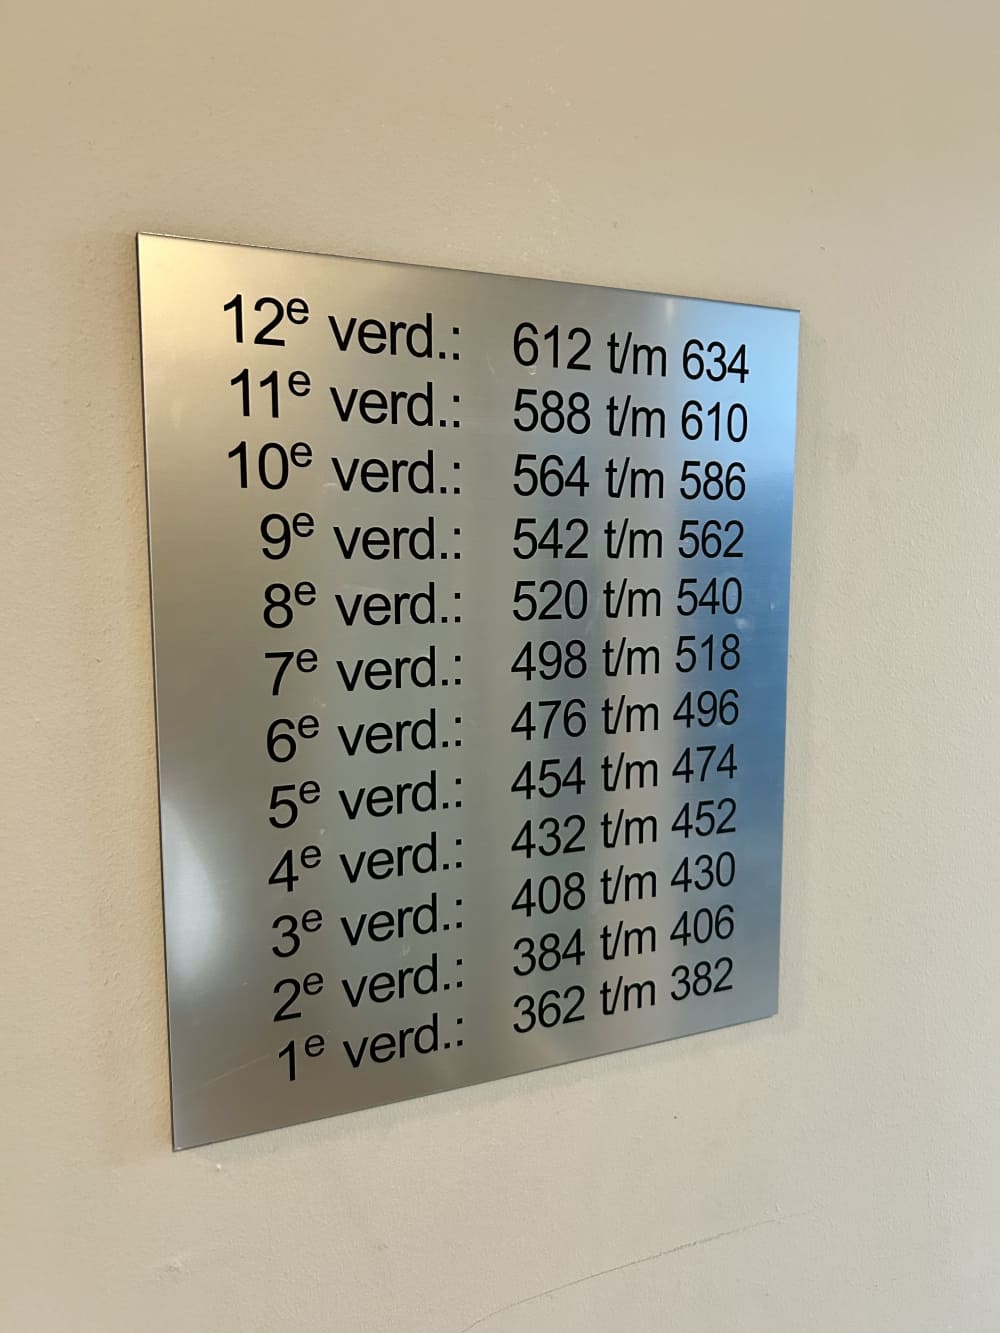 12e verd.: 612 t/m 634
11e verd.: 588 t/m 610
10e verd.: 564 t/m 586
9e verd.: 542 t/m 562
8e verd.: 520 t/m 540
7e verd.: 498 t/m 518
6e verd.: 476 t/m 496
5e verd.: 454 t/m 474
4e verd.: 432 t/m 452
3e verd.: 408 t/m 430
2e verd.: 384 t/m 406
1e verd.: 362 t/m 382